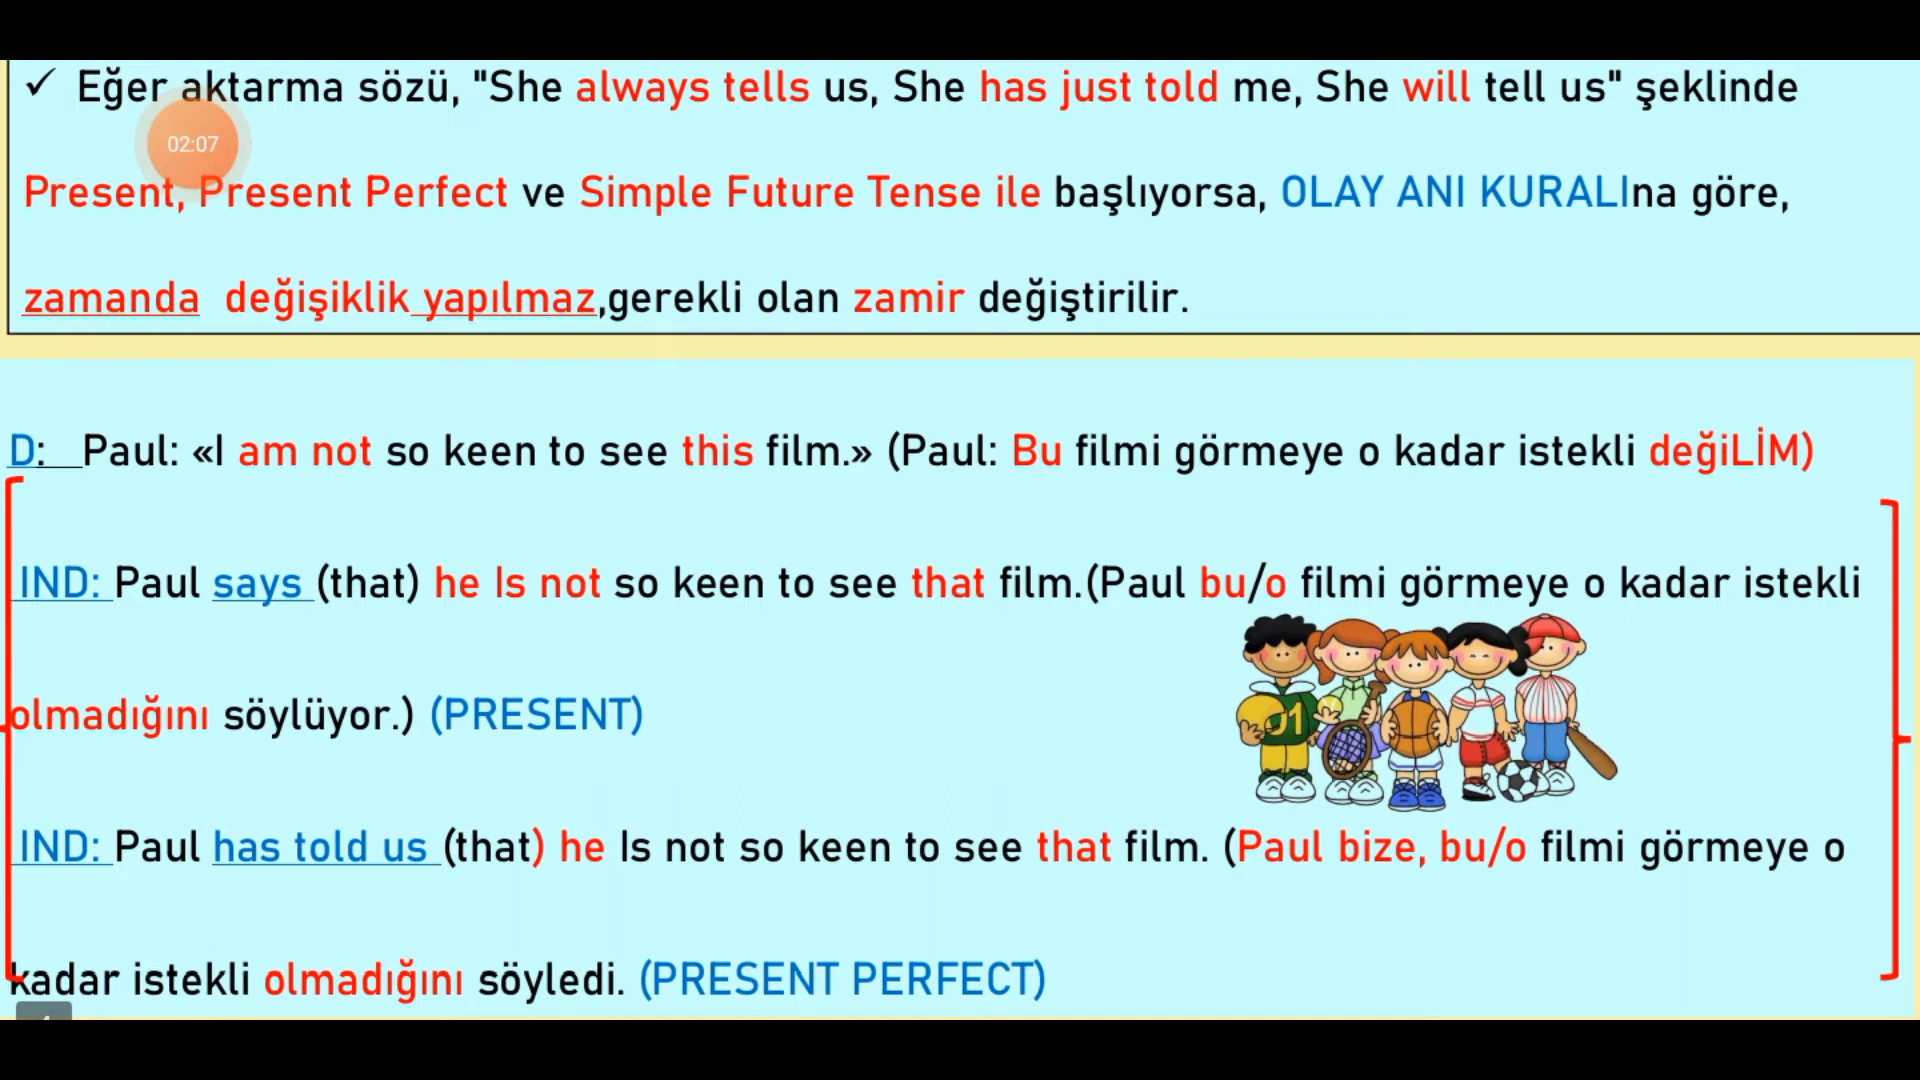 ✓ Eğer aktarma sözü, "She always tells us, She has just told me, She will tell us" şeklinde
02:07
Present, Present Perfect ve Simple Future Tense ile başlıyorsa, OLAY ANI KURALIna göre,
zamanda değişiklik yapılmaz,gerekli olan zamir değiştirilir.
D: Paul: «I am not so keen to see this film.» (Paul: Bu filmi görmeye o kadar istekli değiLİM)
IND: Paul says (that) he Is not so keen to see that film.(Paul bu/o filmi görmeye o kadar istekli
olmadığını söylüyor.) (PRESENT)
IND: Paul has told us (that) he Is not so keen to see that film. (Paul bize, bu/o filmi görmeye o
kadar istekli olmadığını söyledi. (PRESENT PERFECT)